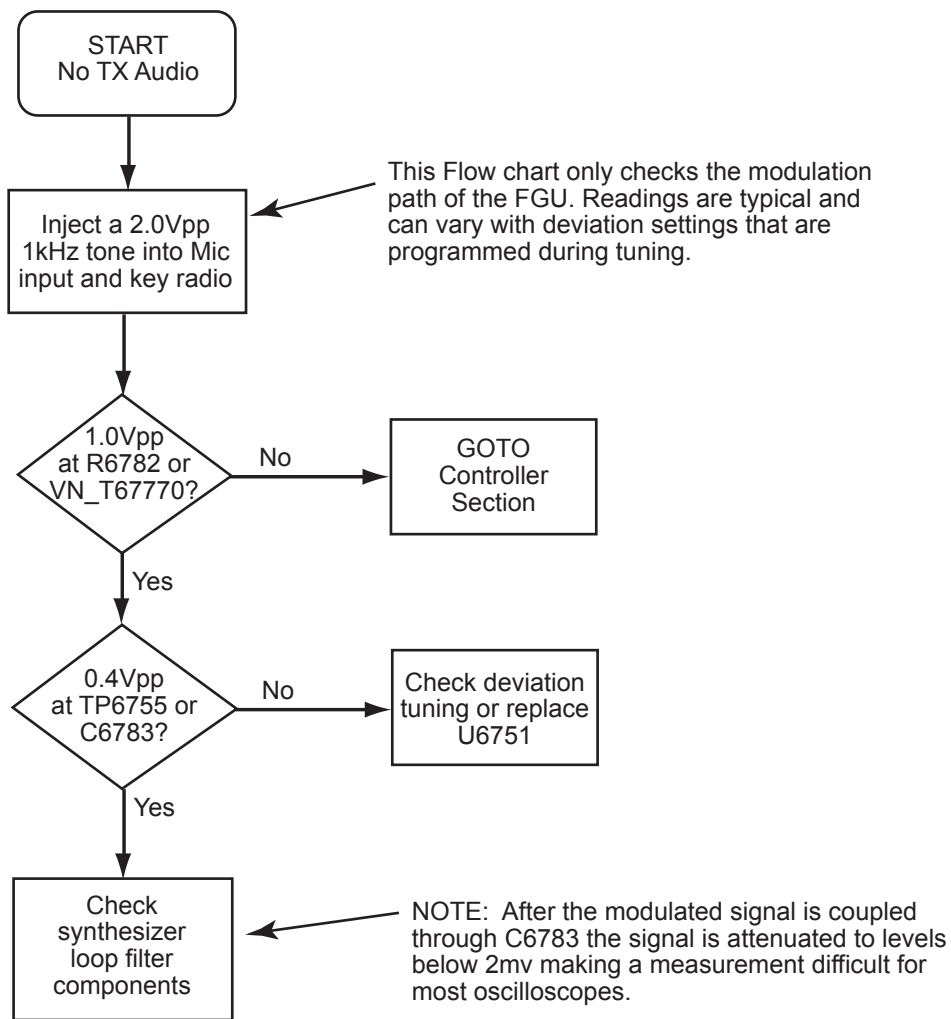 START
No TX Audio
This Flow chart only checks the modulation
path of the FGU. Readings are typical and
can vary with deviation settings that are
programmed during tuning.
Inject a 2.0Vpp
1kHz tone into Mic
input and key radio
1.0Vpp
at R6782 or
VN_T67770?
No
GOTO
Controller
Section
Yes
0.4Vpp
at TP6755 or
C6783?
No
Check deviation
tuning or replace
U6751
Yes
Check
synthesizer
loop filter
components
NOTE:  After the modulated signal is coupled
through C6783 the signal is attenuated to levels
below 2mv making a measurement difficult for
most oscilloscopes.